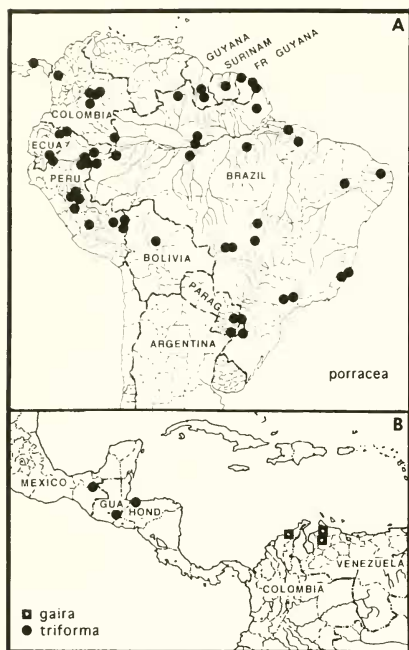 A
GUYANA
SURINAM
FR GUYANA
COLOMBIA
ECUA
PERU
BRAZIL
BOLIVIA
PARAG
ARGENTINA
porracea
B
MEXICO
GUA
HOND
VENEZUELA
COLOMBIA
gaira
triforma